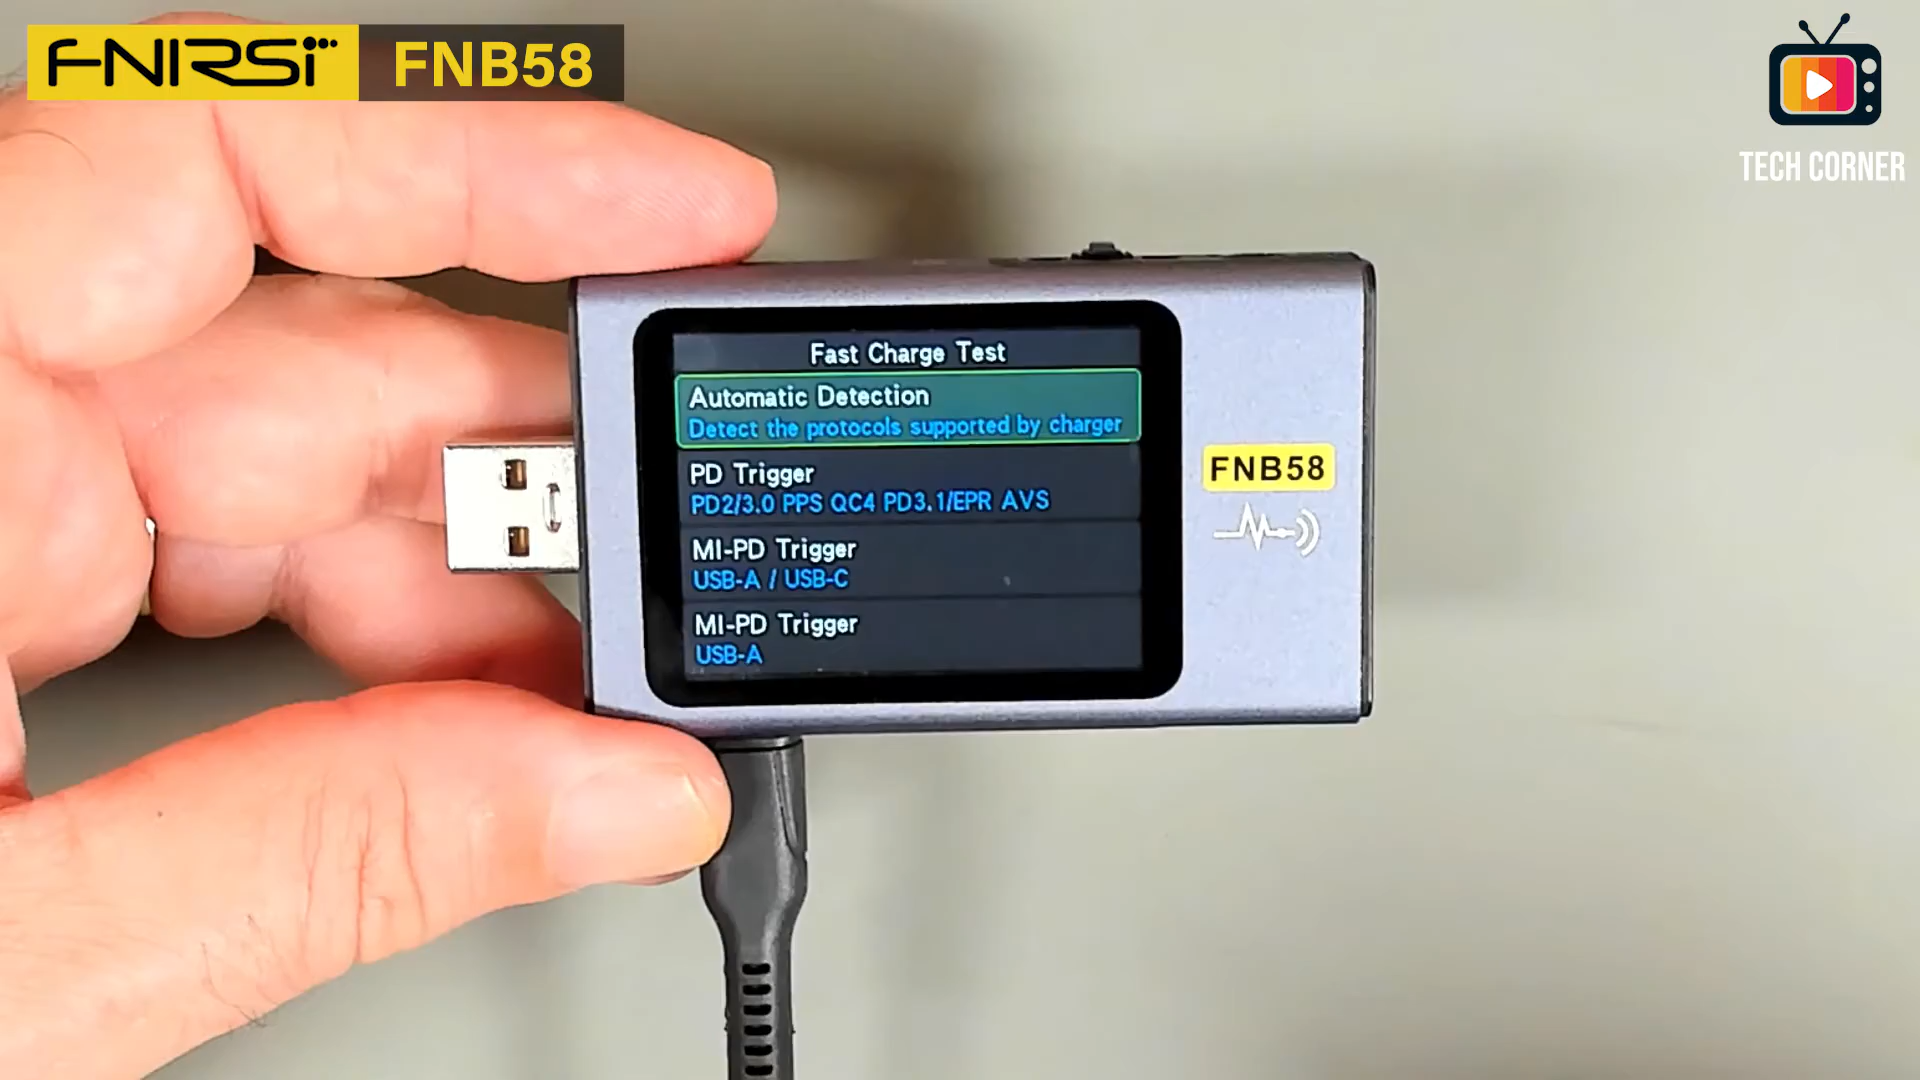 FNIRSI FNB58
TECH CORNER
Fast Charge Test
Automatic Detection
Detect the protocols supported by charger
PD Trigger
PD2/3.0 PPS QC4 PD3.1/EPR AVS
MI-PD Trigger
USB-A / USB-C
MI-PD Trigger
USB-A
FNB58